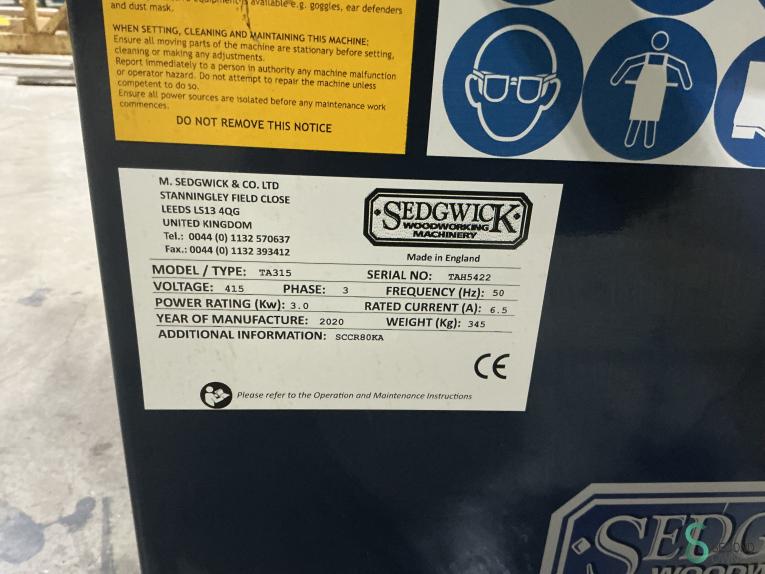 equipment is available e.g. goggles, ear defenders
and dust mask.
WHEN SETTING, CLEANING AND MAINTAINING THIS MACHINE:
Ensure all moving parts of the machine are stationary before setting,
cleaning or making any adjustments.
Report immediately to a person in authority any machine malfunction
or operator hazard. Do not attempt to repair the machine unless
competent to do so.
Ensure all power sources are isolated before any maintenance work
commences.
DO NOT REMOVE THIS NOTICE
M. SEDGWICK & CO. LTD
STANNINGLEY FIELD CLOSE
LEEDS LS13 4QG
UNITED KINGDOM
Tel.: 0044 (0) 1132 570637
Fax.: 0044 (0) 1132 393412
SEDGWICK
WOODWORKING
MACHINERY
Made in England
MODEL / TYPE: TA315 SERIAL NO: TAH5422
VOLTAGE: 415 PHASE: 3 FREQUENCY (Hz): 50
POWER RATING (Kw): 3.0 RATED CURRENT (A): 6.5
YEAR OF MANUFACTURE: 2020 WEIGHT (Kg): 345
ADDITIONAL INFORMATION: SCCR80KA
CE
Please refer to the Operation and Maintenance Instructions
SEDG
WOODW